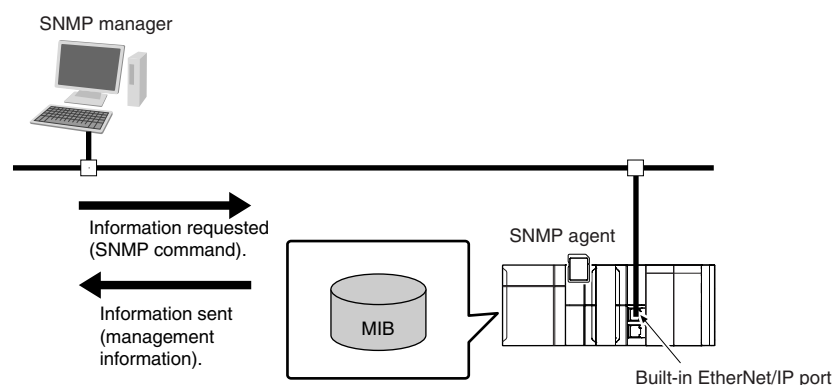 SNMP manager
Information requested
(SNMP command).
SNMP agent
Information sent
(management
information).
MIB
Built-in EtherNet/IP port